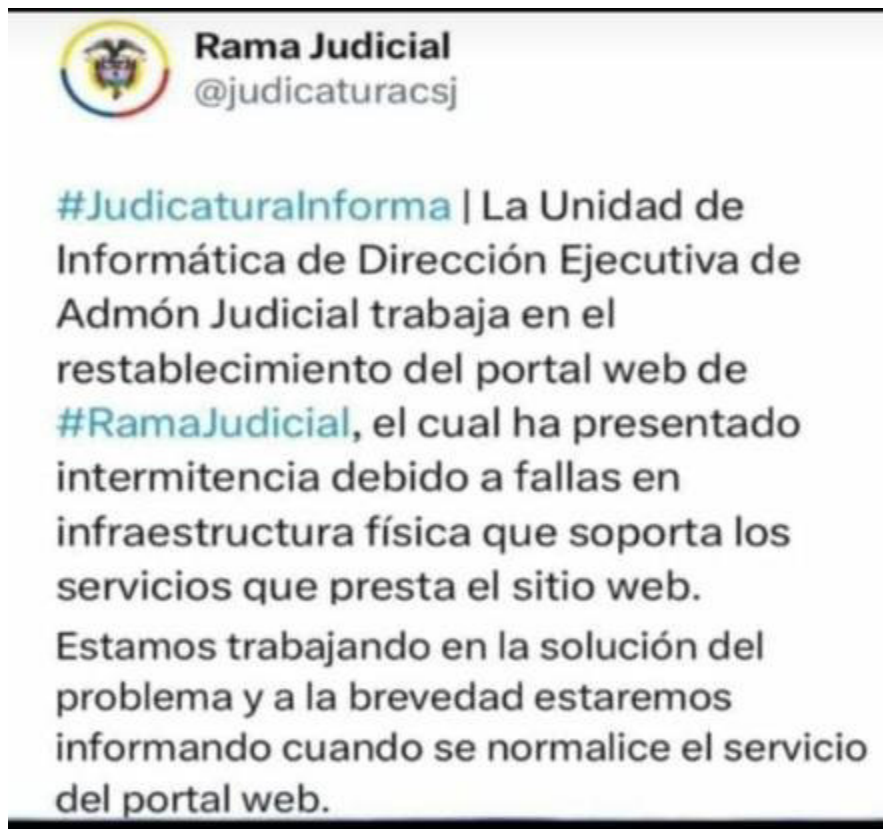 Rama Judicial
@judicaturacsj
#JudicaturaInforma | La Unidad de
Informática de Dirección Ejecutiva de
Admón Judicial trabaja en el
restablecimiento del portal web de
#RamaJudicial, el cual ha presentado
intermitencia debido a fallas en
infraestructura física que soporta los
servicios que presta el sitio web.
Estamos trabajando en la solución del
problema y a la brevedad estaremos
informando cuando se normalice el servicio
del portal web.